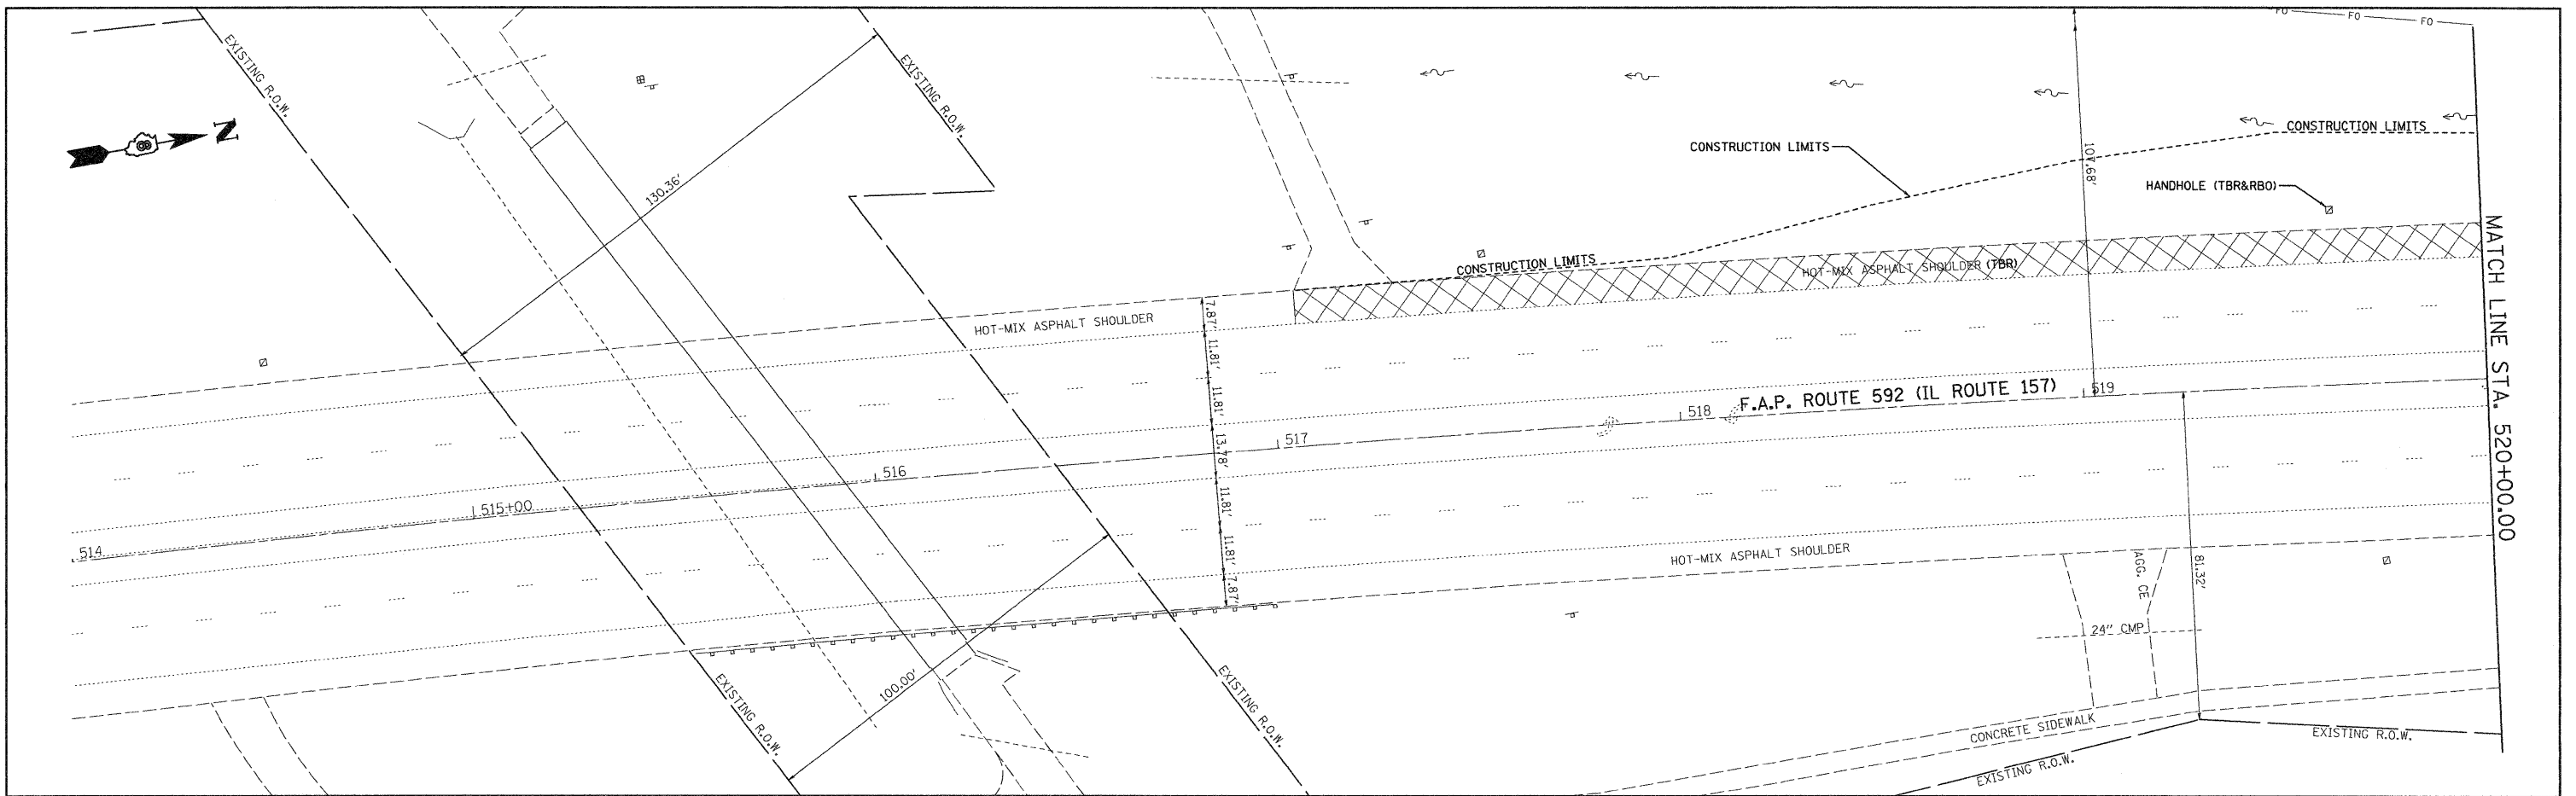 FO FO FO
EXISTING R.O.W.
EXISTING R.O.W.
N
130.36'
107.68'
CONSTRUCTION LIMITS
CONSTRUCTION LIMITS
HANDHOLE (TBR&RBO)
CONSTRUCTION LIMITS
HOT-MIX ASPHALT SHOULDER (TBR)
HOT-MIX ASPHALT SHOULDER
7.87'
11.81'
11.81'
13.78'
11.81'
11.81'
7.87'
MATCH LINE STA. 520+00.00
F.A.P. ROUTE 592 (IL ROUTE 157)
514
515+00
516
517
518
519
HOT-MIX ASPHALT SHOULDER
AGG. CE
81.32'
24" CMP
100.00'
EXISTING R.O.W.
EXISTING R.O.W.
CONCRETE SIDEWALK
EXISTING R.O.W.
EXISTING R.O.W.